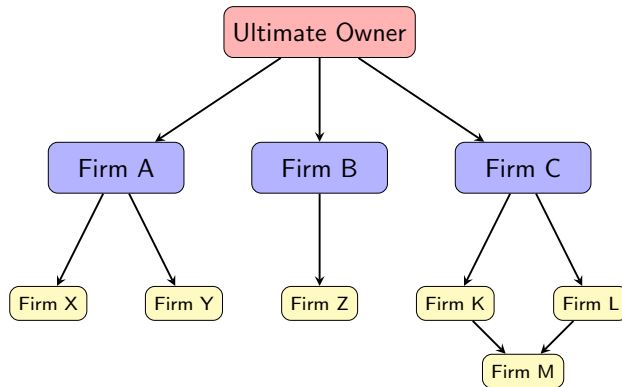 Ultimate Owner
Firm A
Firm B
Firm C
Firm X
Firm Y
Firm Z
Firm K
Firm L
Firm M